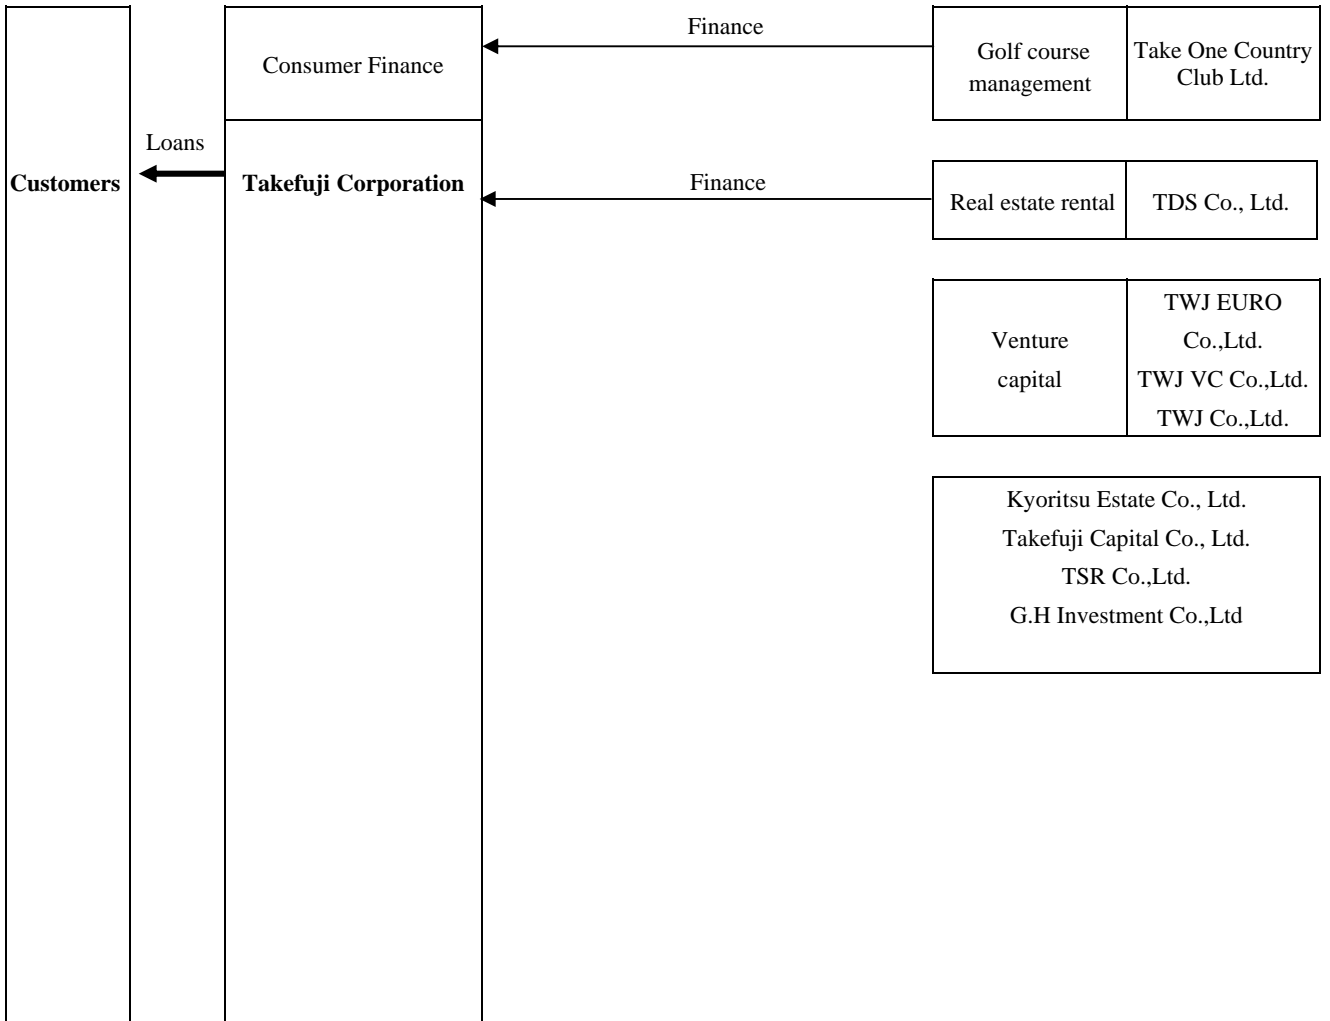 Finance
Consumer Finance
Golf course
management
Take One Country
Club Ltd.
Loans
Customers
Takefuji Corporation
Finance
Real estate rental
TDS Co., Ltd.
Venture
capital
TWJ EURO
Co.,Ltd.
TWJ VC Co.,Ltd.
TWJ Co.,Ltd.
Kyoritsu Estate Co., Ltd.
Takefuji Capital Co., Ltd.
TSR Co.,Ltd.
G.H Investment Co.,Ltd